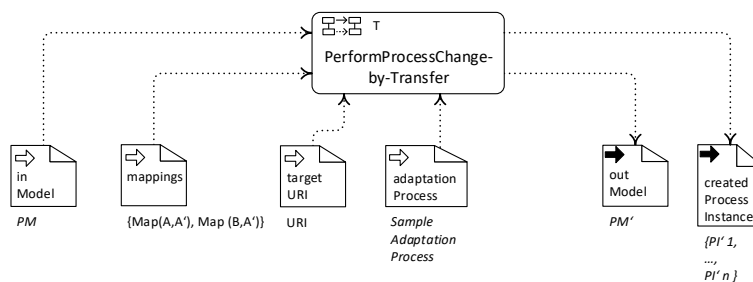 T
PerformProcessChange-
by-Transfer
in
Model
mappings
target
URI
adaptation
Process
out
Model
created
Process
Instance
PM
{Map(A,A‘), Map (B,A‘)}
URI
Sample
Adaptation
Process
PM‘
{PI‘ 1,
…,
PI‘ n }